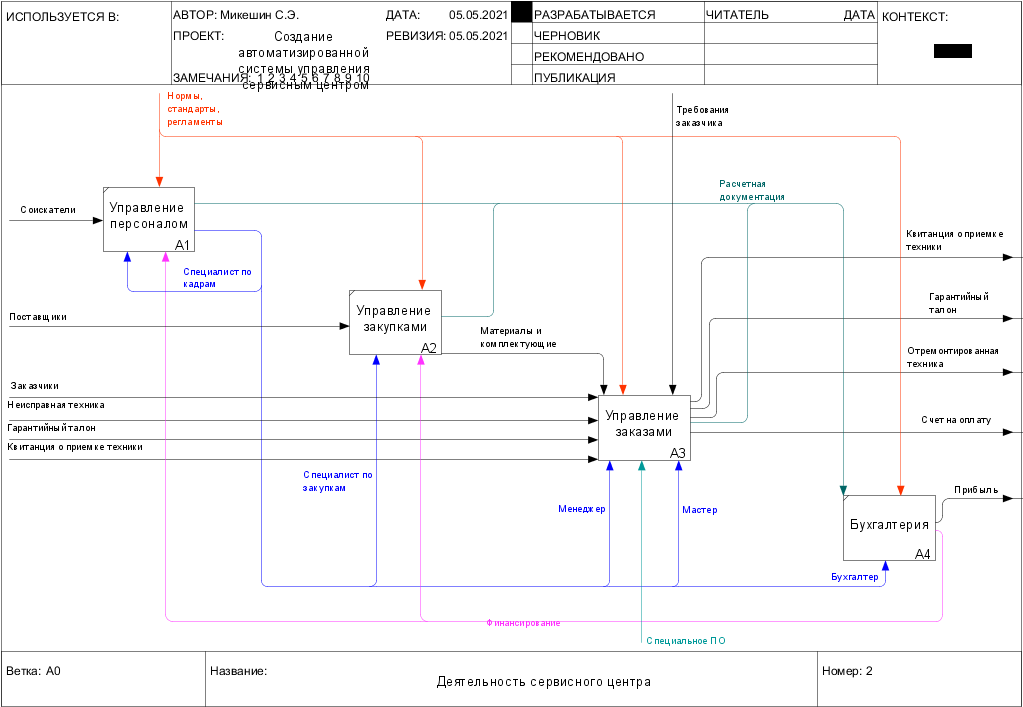 ИСПОЛЬЗУЕТСЯ В:
АВТОР: Микешин С.Э.
ДАТА: 05.05.2021
РАЗРАБАТЫВАЕТСЯ
ЧИТАТЕЛЬ
ДАТА
КОНТЕКСТ:
ПРОЕКТ:
Создание
автоматизированной
системы управления
сервисным центром
РЕВИЗИЯ: 05.05.2021
ЧЕРНОВИК
РЕКОМЕНДОВАНО
ПУБЛИКАЦИЯ
ЗАМЕЧАНИЯ: 1 2 3 4 5 6 7 8 9 10
Нормы,
стандарты,
регламенты
Требования
заказчика
Расчетная
документация
Соискатели
Управление
персоналом
A1
Специалист по
кадрам
Квитанция о приемке
техники
Гарантийный
талон
Поставщики
Управление
закупками
A2
Материалы и
комплектующие
Отремонтированная
техника
Заказчики
Неисправная техника
Гарантийный талон
Квитанция о приемке техники
Управление
заказами
A3
Счет на оплату
Специалист по
закупкам
Менеджер
Мастер
Прибыль
Бухгалтерия
A4
Бухгалтер
Финансирование
Специальное ПО
Ветка: A0
Название:
Деятельность сервисного центра
Номер: 2